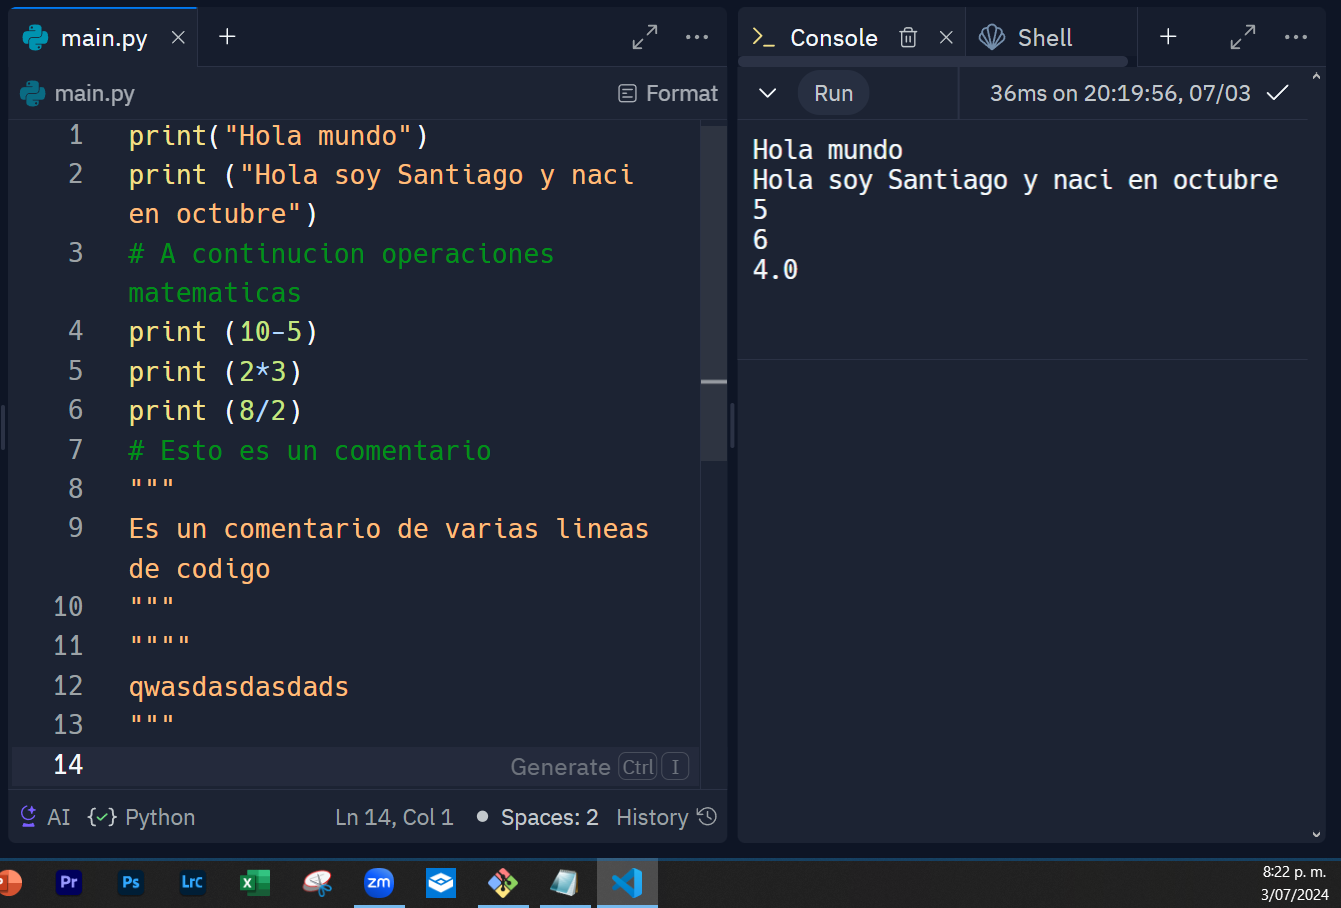 main.py
Console
Shell
main.py
Format
Run
36ms on 20:19:56, 07/03
1 print("Hola mundo")
2 print ("Hola soy Santiago y naci
en octubre")
3 # A continucion operaciones
matematicas
4 print (10-5)
5 print (2*3)
6 print (8/2)
7 # Esto es un comentario
8 """
9 Es un comentario de varias lineas
de codigo
10 """
11 """"
12 qwasdasdasdads
13 """
14
Generate Ctrl I
AI {✓} Python Ln 14, Col 1 Spaces: 2 History
Hola mundo
Hola soy Santiago y naci en octubre
5
6
4.0
P Pr Ps LrC X zm
8:22 p. m.
3/07/2024